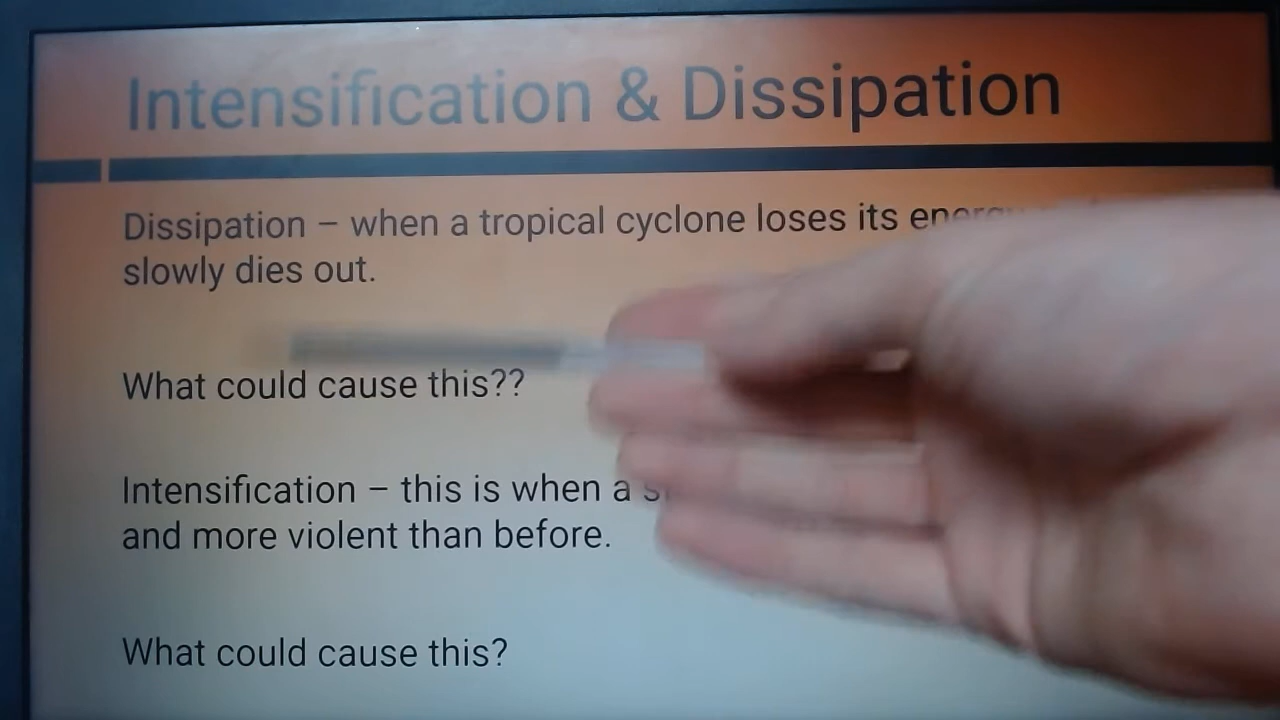 Intensification & Dissipation
Dissipation – when a tropical cyclone loses its
slowly dies out.
What could cause this??
Intensification – this is when a
and more violent than before.
What could cause this?